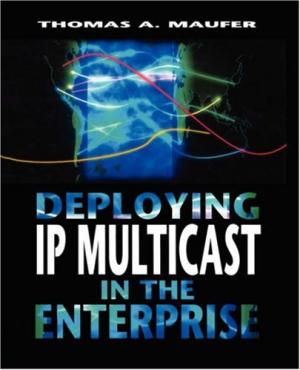 THOMAS A. MAUFER
DEPLOYING
IP MULTICAST
IN THE
ENTERPRISE